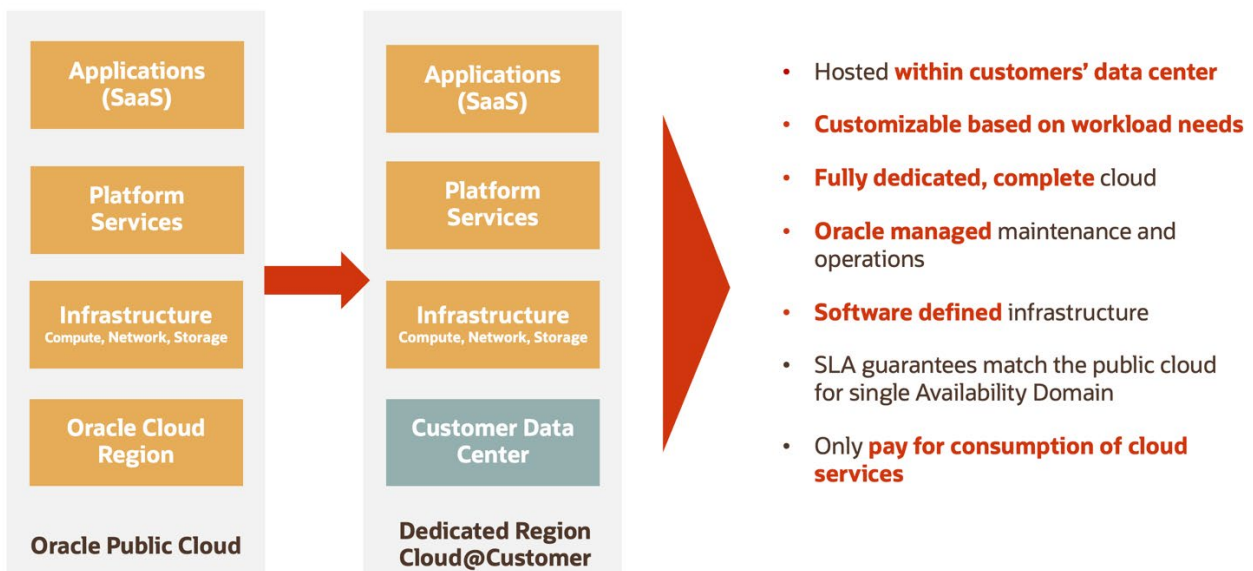 Applications
(SaaS)
Platform
Services
Infrastructure
Compute, Network, Storage
Oracle Cloud
Region
Oracle Public Cloud
Applications
(SaaS)
Platform
Services
Infrastructure
Compute, Network, Storage
Customer Data
Center
Dedicated Region
Cloud@Customer
• Hosted within customers’ data center
• Customizable based on workload needs
• Fully dedicated, complete cloud
• Oracle managed maintenance and
operations
• Software defined infrastructure
• SLA guarantees match the public cloud
for single Availability Domain
• Only pay for consumption of cloud
services